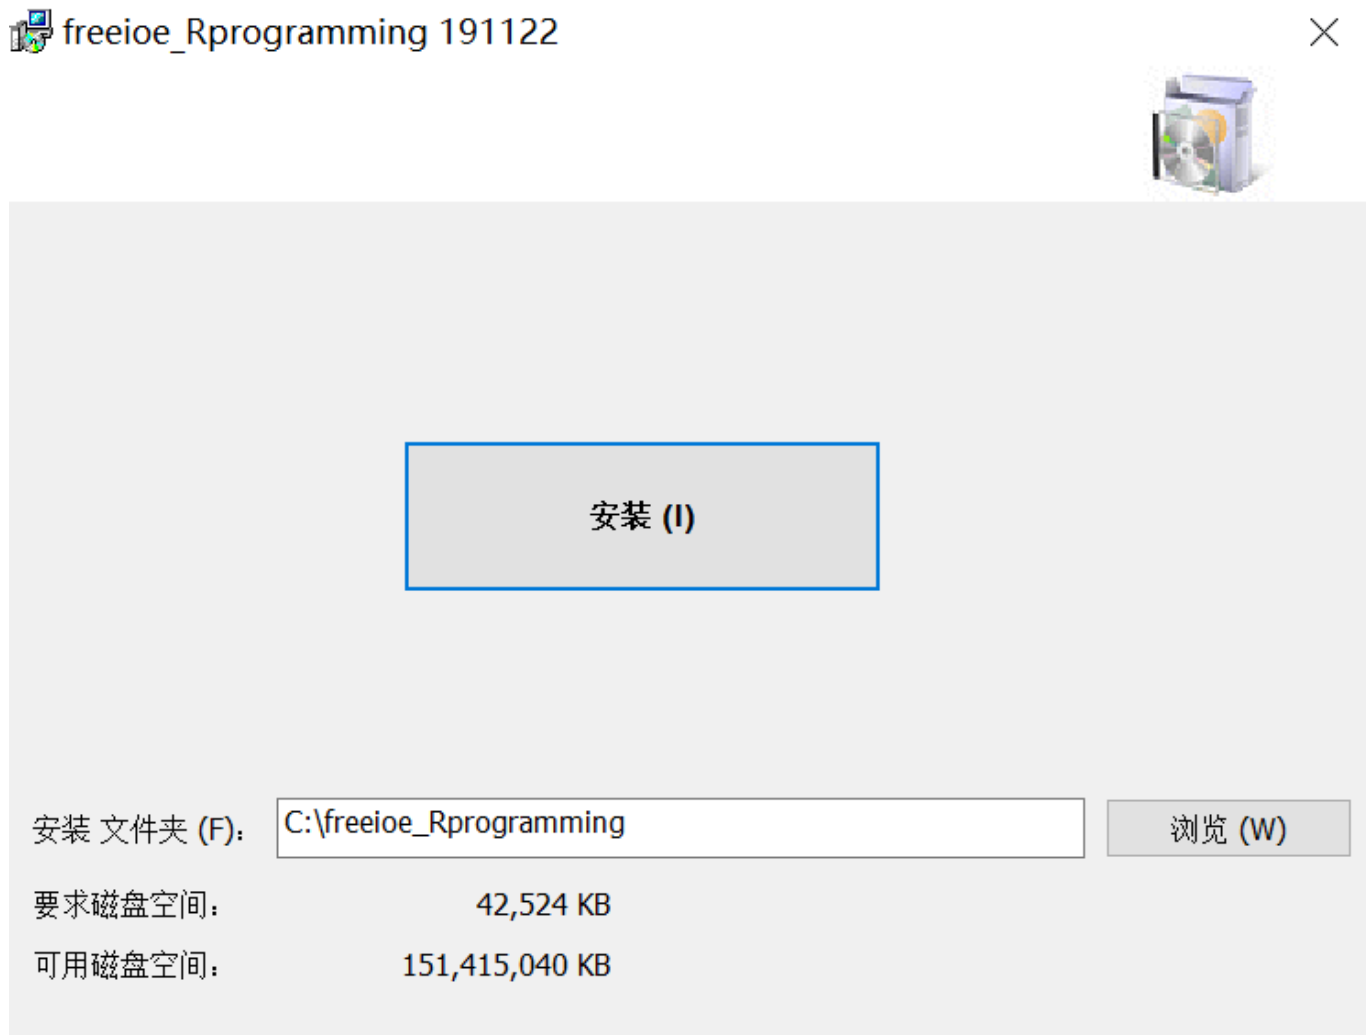 freeioe_Rprogramming 191122
安装 (I)
安装 文件夹 (F)： C:\freeioe_Rprogramming 浏览 (W)
要求磁盘空间： 42,524 KB
可用磁盘空间： 151,415,040 KB